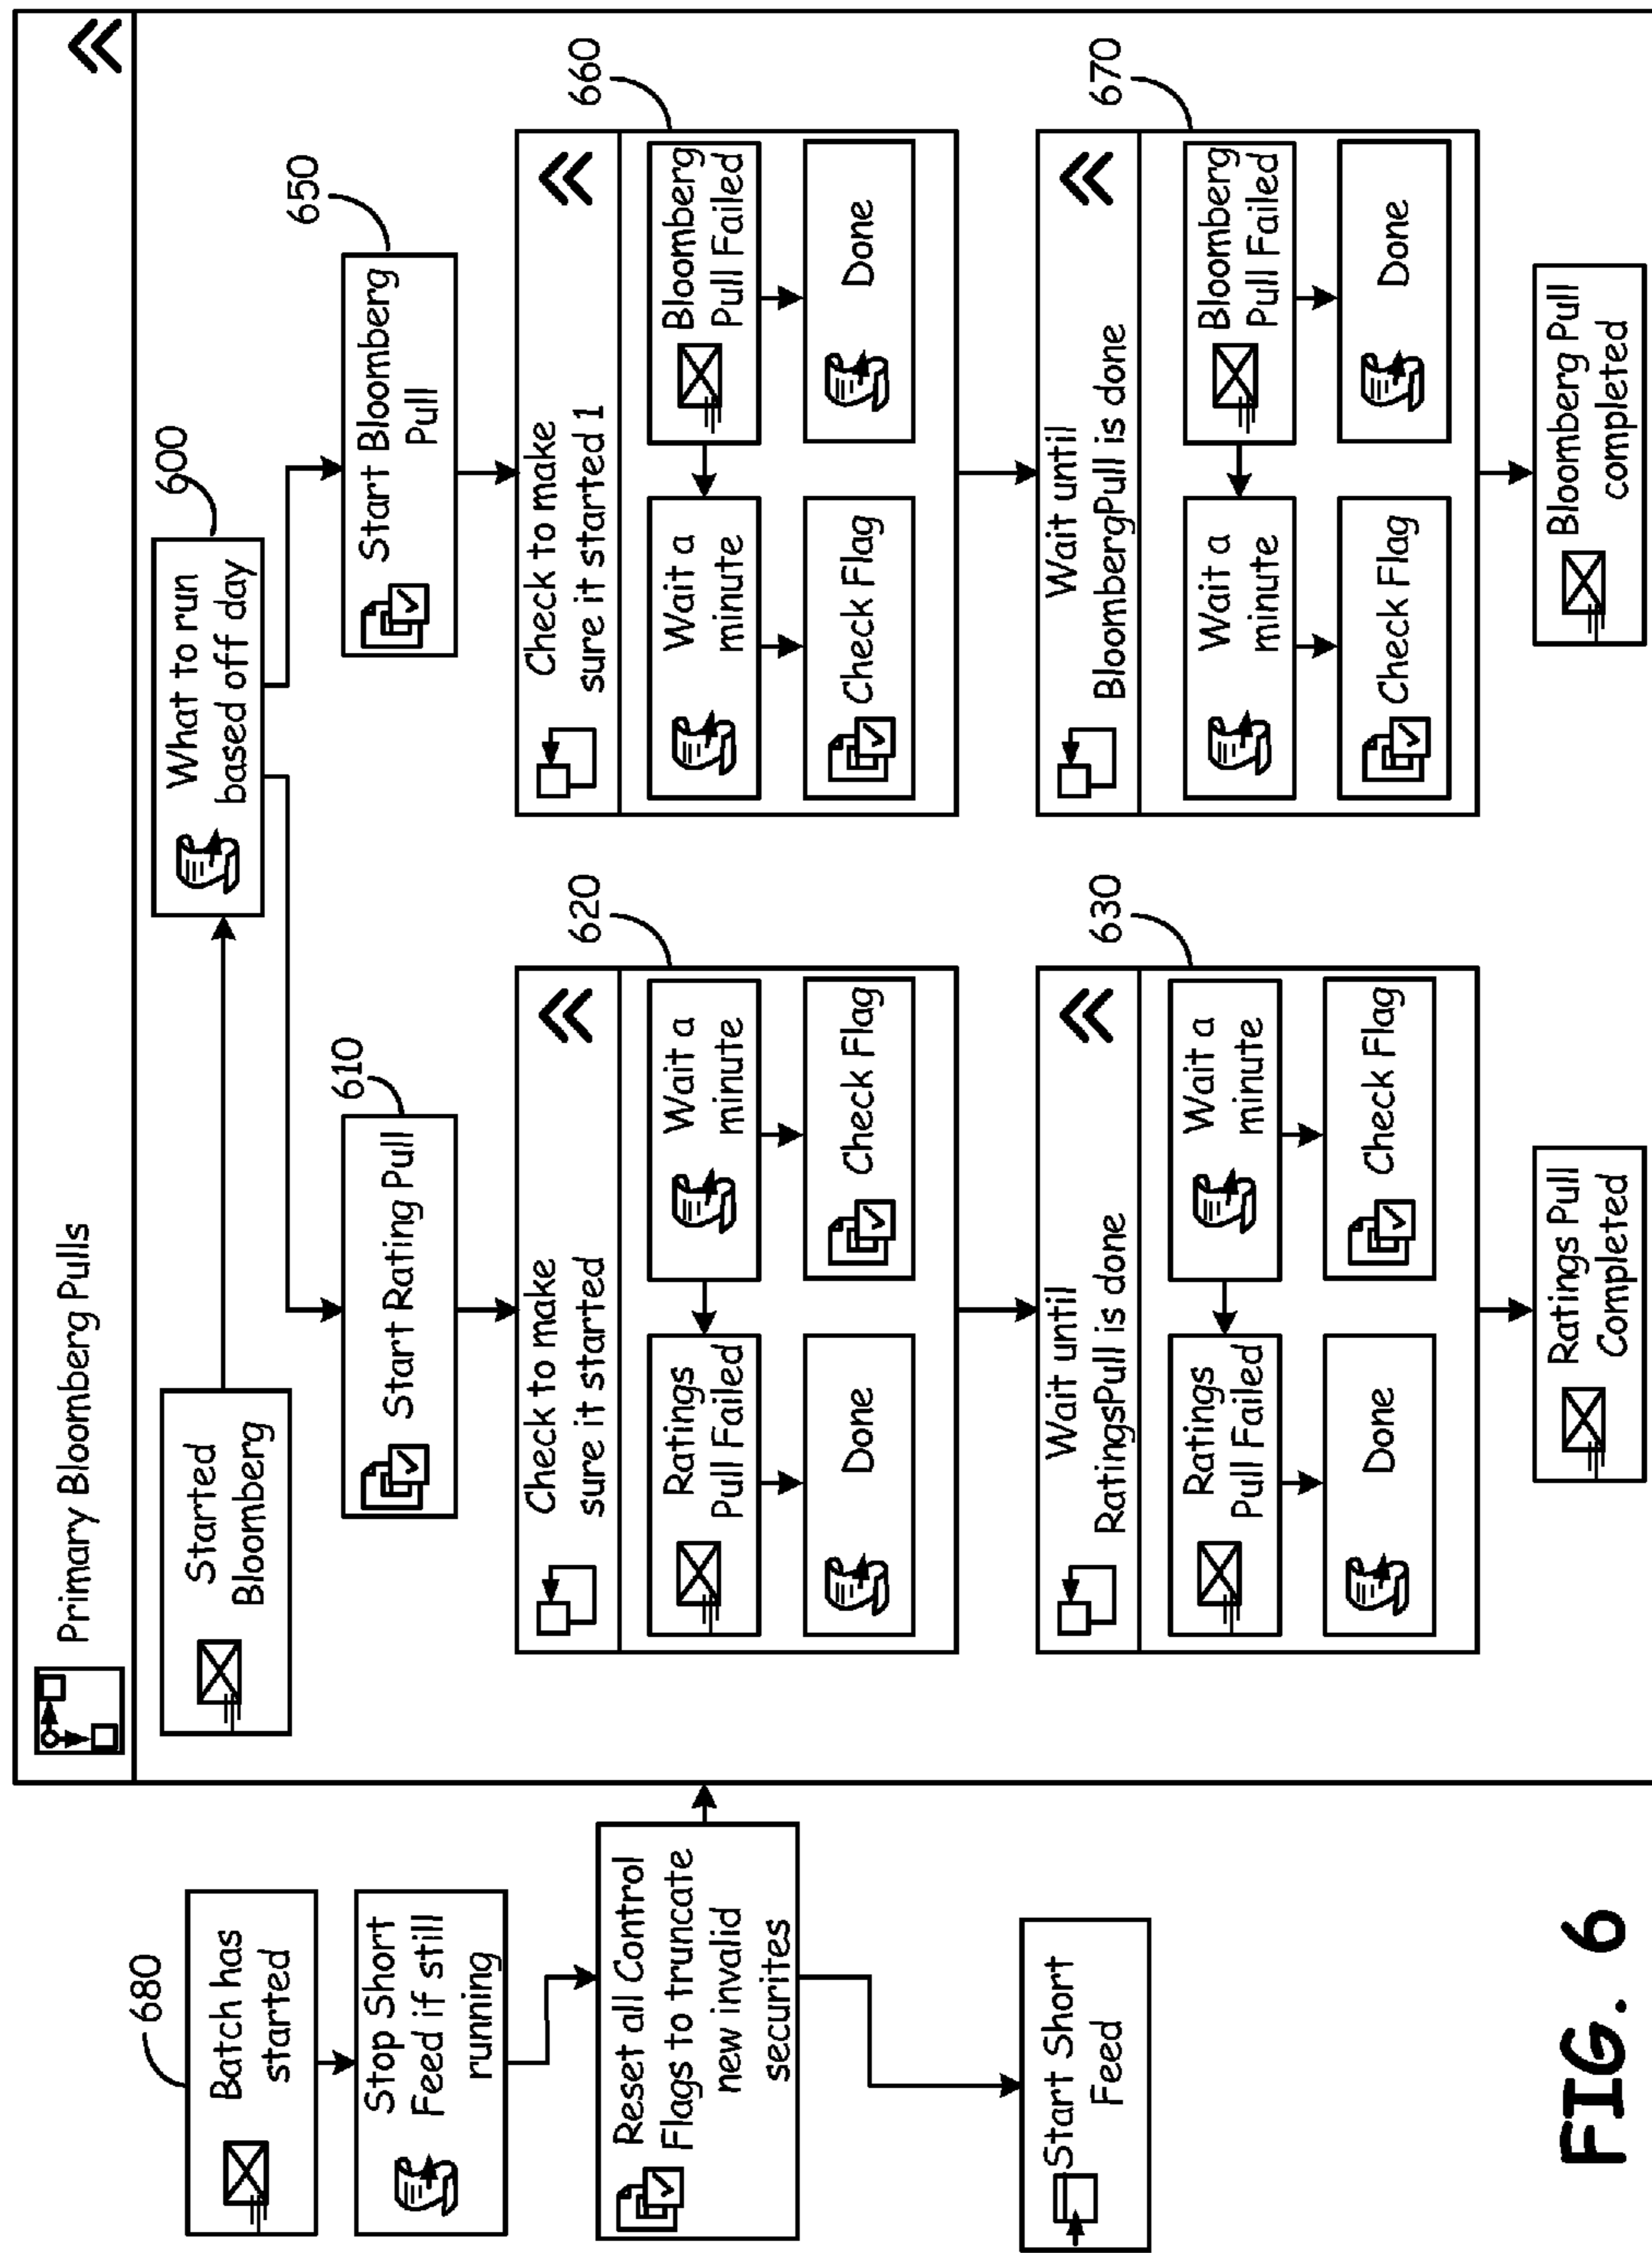 Primary Bloomberg Pulls
680
Batch has
started
Stop Short
Feed if still
running
Reset all Control
Flags to truncate
new invalid
securites
Start Short
Feed
Started
Bloomberg
600
What to run
based off day
610
Start Rating Pull
650
Start Bloomberg
Pull
620
Check to make
sure it started
Ratings
Pull Failed
Wait a
minute
Done
Check Flag
660
Check to make
sure it started 1
Wait a
minute
Bloomberg
Pull Failed
Check Flag
Done
630
Wait until
RatingsPull is done
Ratings
Pull Failed
Wait a
minute
Done
Check Flag
670
Wait until
BloombergPull is done
Wait a
minute
Bloomberg
Pull Failed
Check Flag
Done
Ratings Pull
Completed
Bloomberg Pull
completed
FIG. 6